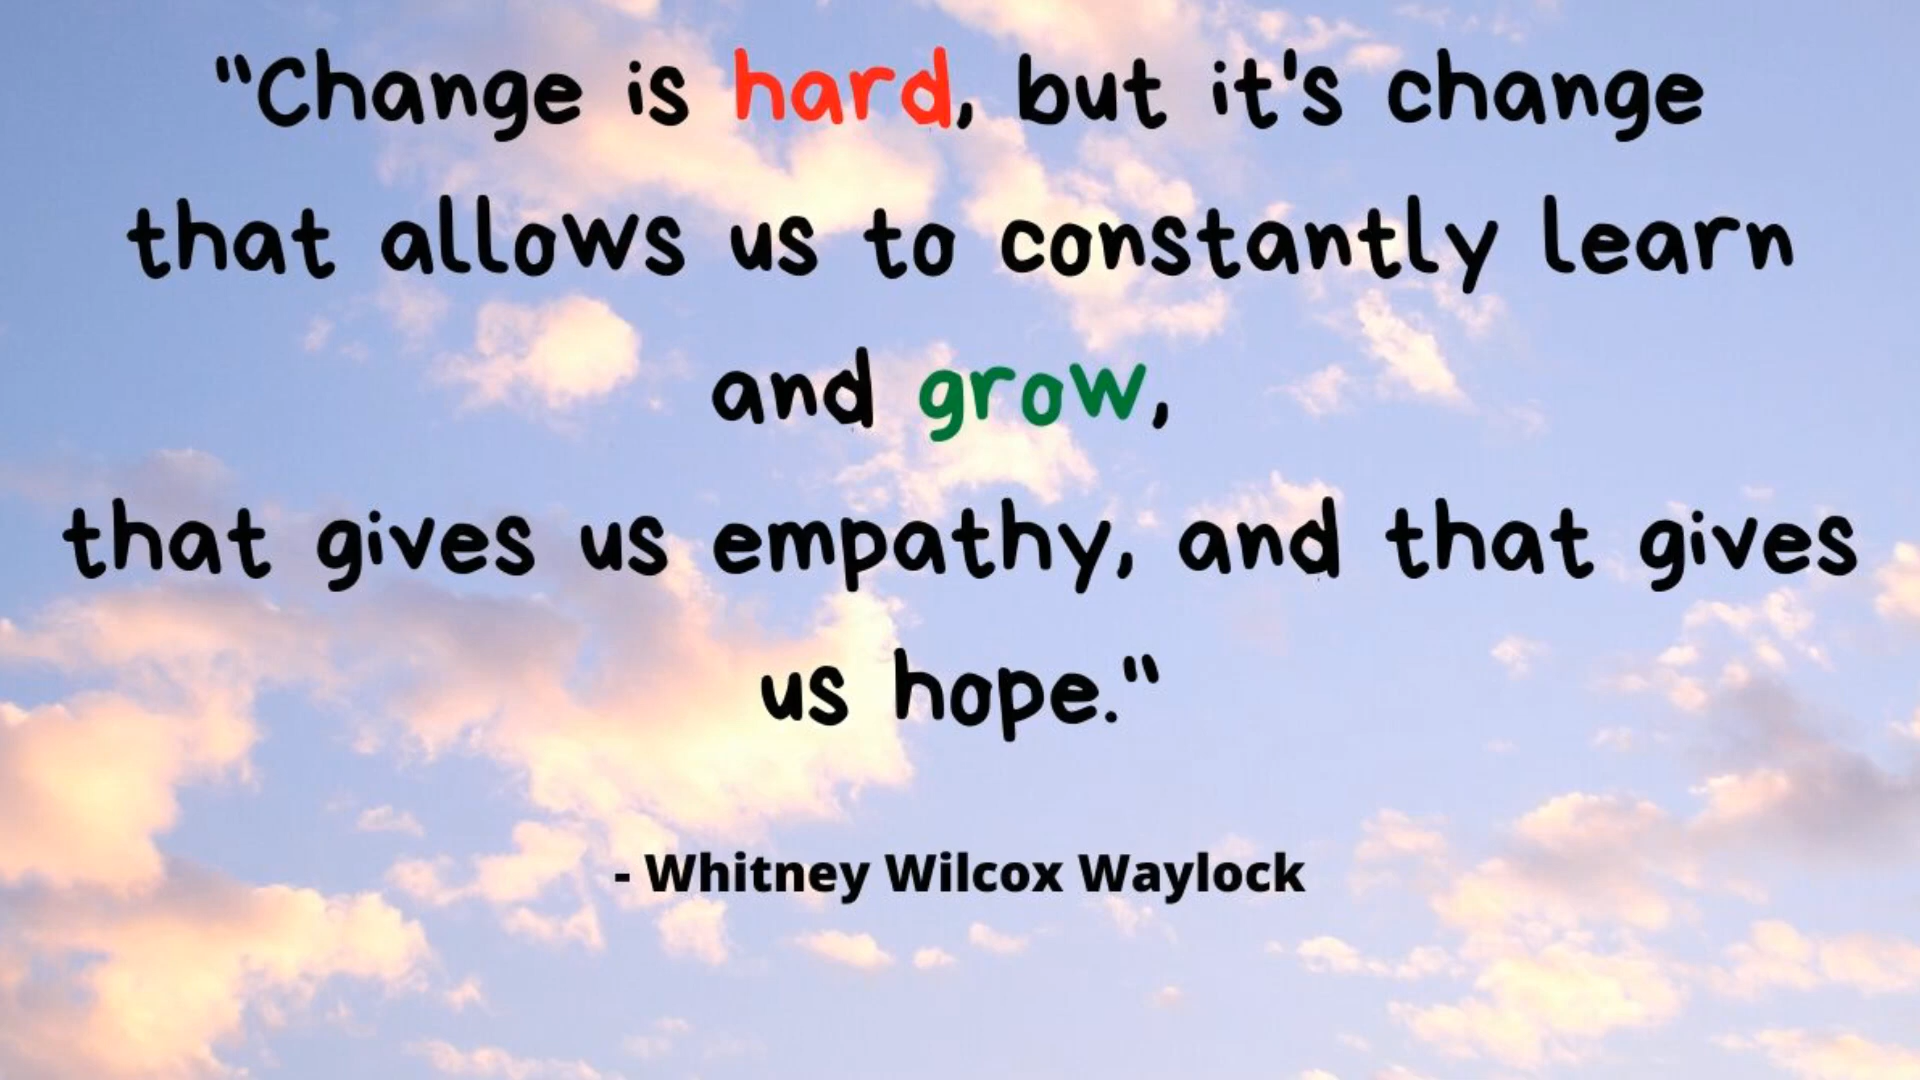 "Change is hard, but it's change
that allows us to constantly learn
and grow,
that gives us empathy, and that gives
us hope."
- Whitney Wilcox Waylock